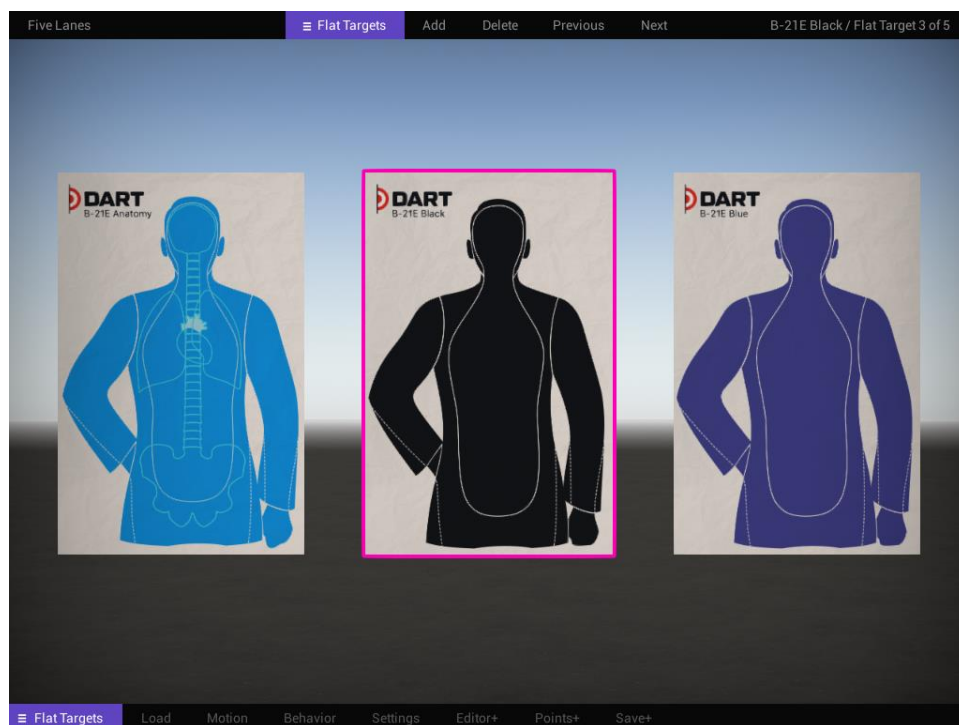 Five Lanes
≡ Flat Targets Add Delete Previous Next
B-21E Black / Flat Target 3 of 5
DART
B-21E Anatomy
DART
B-21E Black
DART
B-21E Blue
≡ Flat Targets Load Motion Behavior Settings Editor+ Points+ Save+